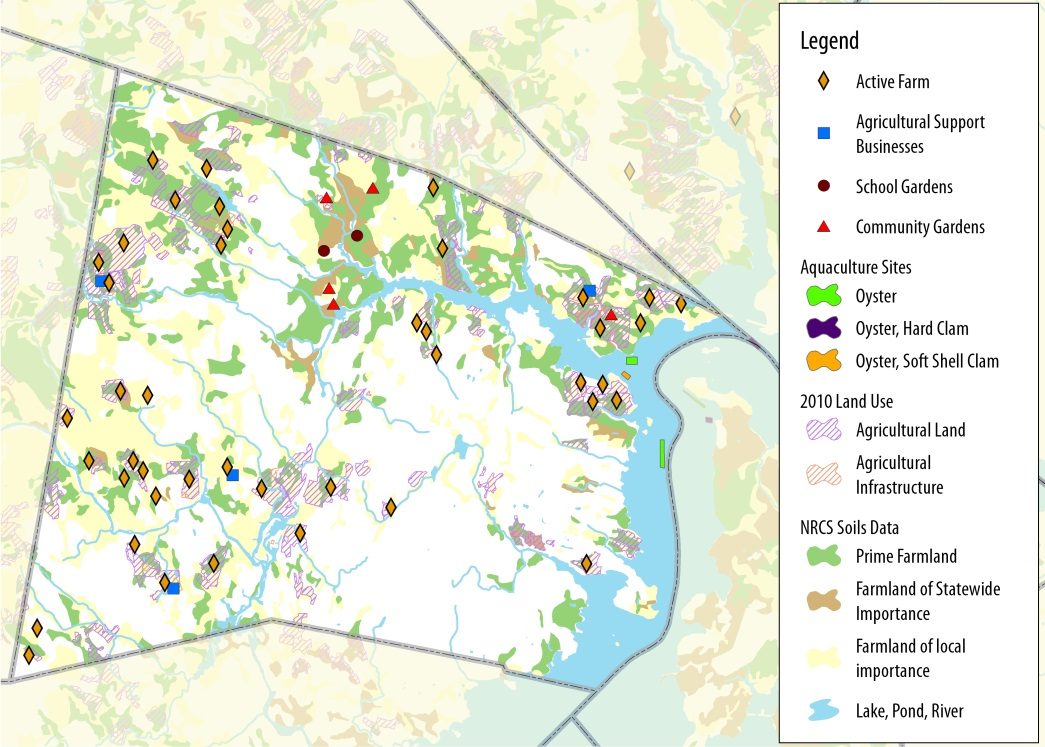 Legend
Active Farm
Agricultural Support
Businesses
School Gardens
Community Gardens
Aquaculture Sites
Oyster
Oyster, Hard Clam
Oyster, Soft Shell Clam
2010 Land Use
Agricultural Land
Agricultural
Infrastructure
NRCS Soils Data
Prime Farmland
Farmland of Statewide
Importance
Farmland of local
importance
Lake, Pond, River